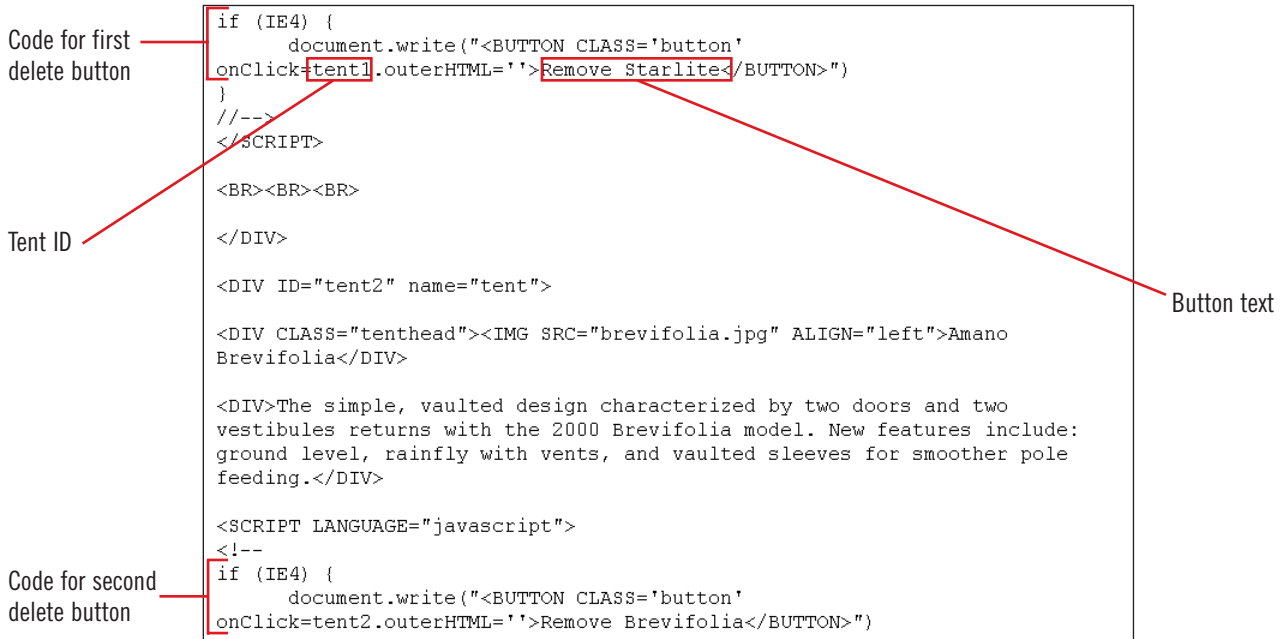 Code for first
delete button
Tent ID
Code for second
delete button
if (IE4) {
document.write("<BUTTON CLASS='button'
onClick=tent1.outerHTML=''>Remove Starlite</BUTTON>")
}
//-->
</SCRIPT>
<BR><BR><BR>
</DIV>
<DIV ID="tent2" name="tent">
<DIV CLASS="tenthead"><IMG SRC="brevifolia.jpg" ALIGN="left">Amano
Brevifolia</DIV>
<DIV>The simple, vaulted design characterized by two doors and two
vestibules returns with the 2000 Brevifolia model. New features include:
ground level, rainfly with vents, and vaulted sleeves for smoother pole
feeding.</DIV>
<SCRIPT LANGUAGE="javascript">
<!--
if (IE4) {
document.write("<BUTTON CLASS='button'
onClick=tent2.outerHTML=''>Remove Brevifolia</BUTTON>")
Button text